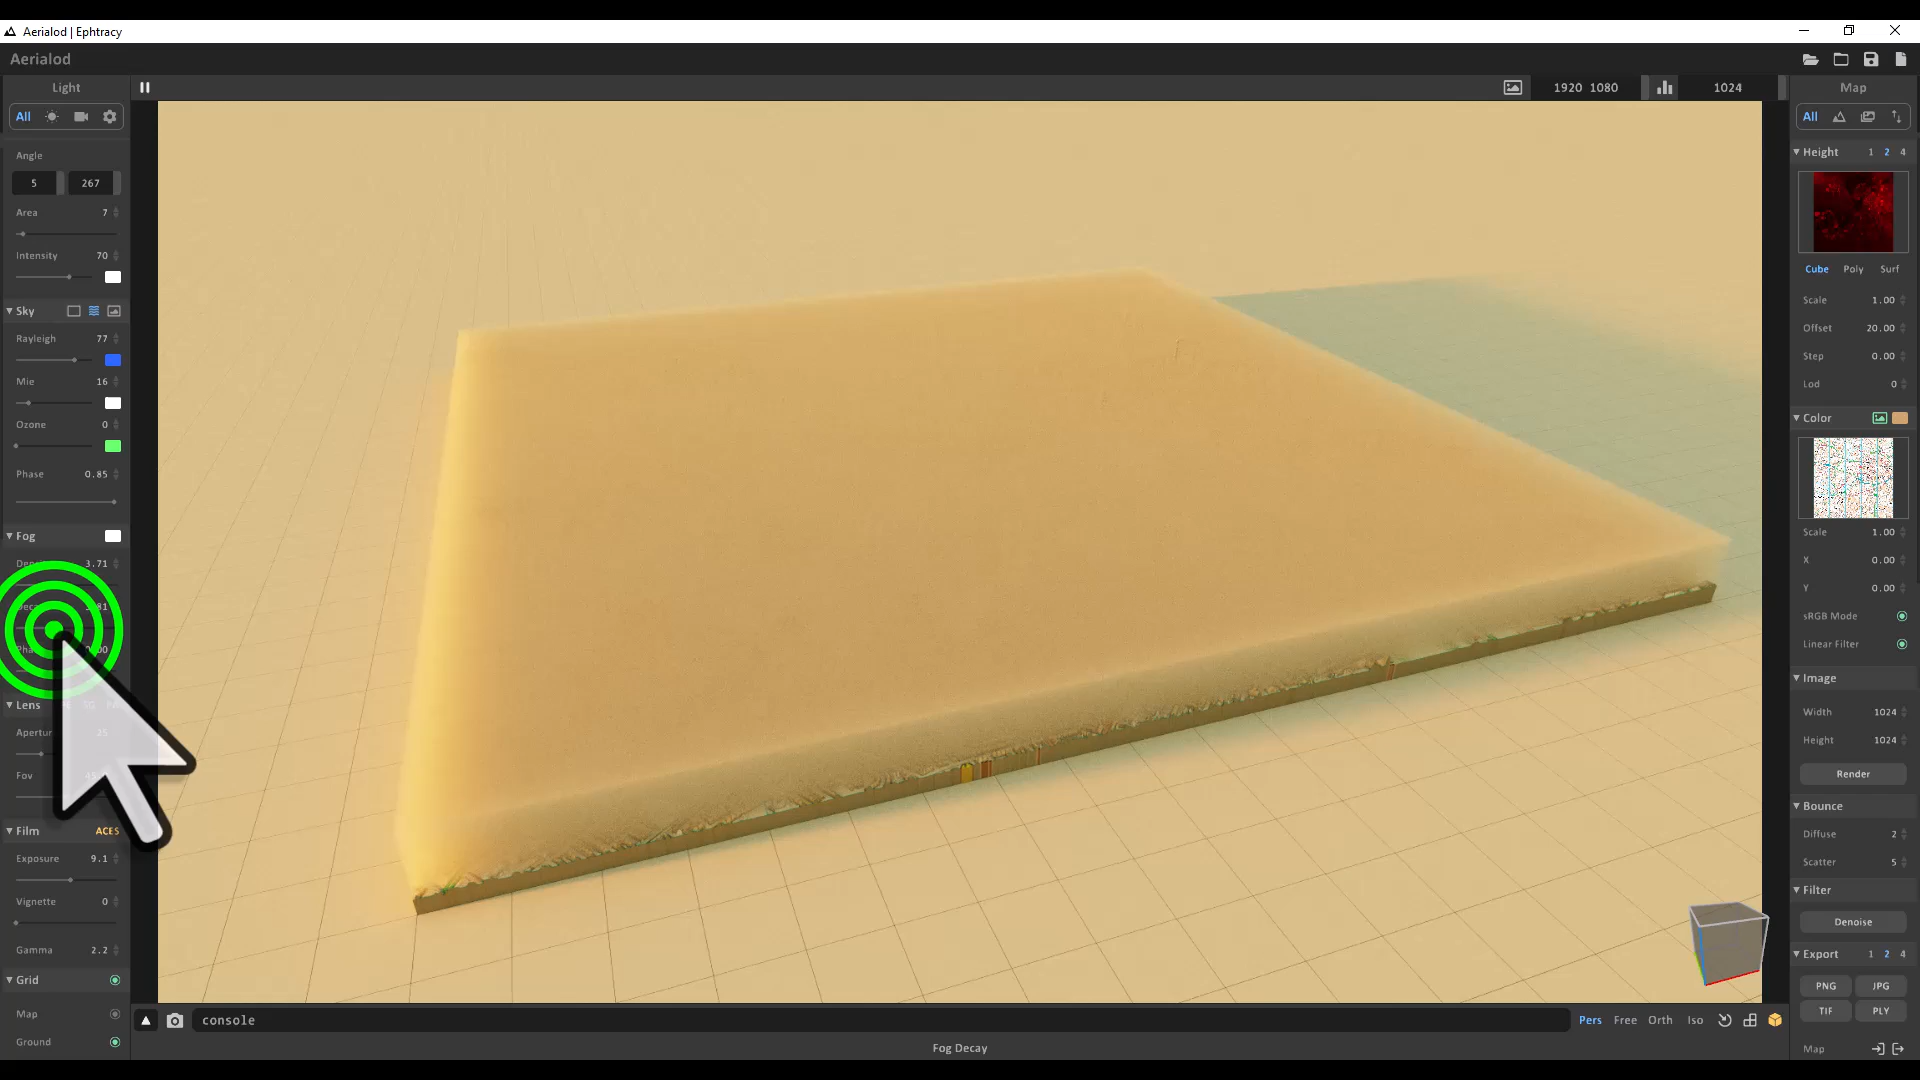 Aerialod | Ephtracy
Aerialod
Light
1920 1080
1024
Map
All
All
Angle
5 267
Area 7
Intensity 70
Sky
Rayleigh 77
Mie 16
Ozone 0
Phase 0.85
Fog
3.71
Lens
Fov
Film ACES
Exposure 9.1
Vignette 0
Gamma 2.2
Grid
Map
Ground
console
Pers Free Orth Iso
Fog Decay
Height 1 2 4
Cube Poly Surf
Scale 1.00
Offset 20.00
Step 0.00
Lod 0
Color
Scale 1.00
X 0.00
Y 0.00
sRGB Mode
Linear Filter
Image
Width 1024
Height 1024
Render
Bounce
Diffuse 2
Scatter 5
Filter
Denoise
Export 1 2 4
PNG JPG
TIF PLY
Map